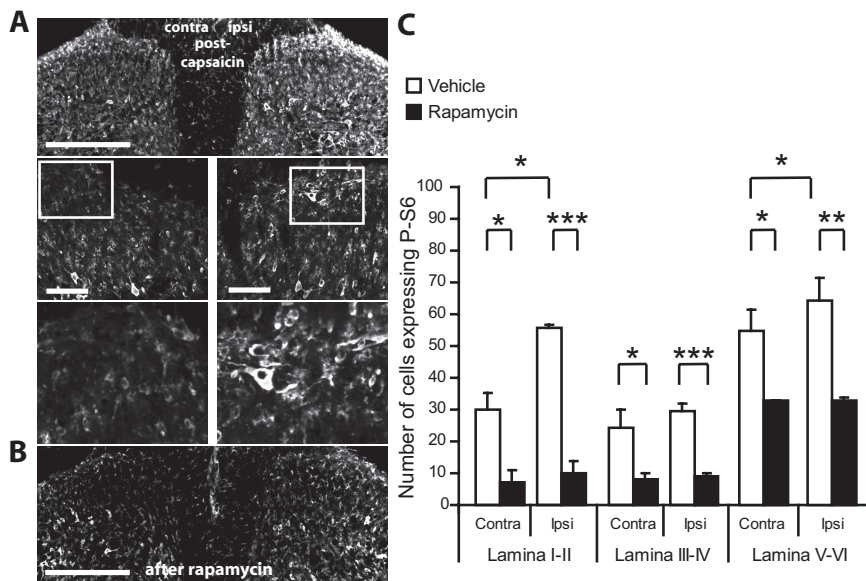 A
contra ipsi
post-
capsaicin
B
after rapamycin
C
Vehicle
Rapamycin
Number of cells expressing P-S6
100
90
80
70
60
50
40
30
20
10
0
*
*
*
***
*
**
*
***
Contra Ipsi Contra Ipsi Contra Ipsi
Lamina I-II Lamina III-IV Lamina V-VI